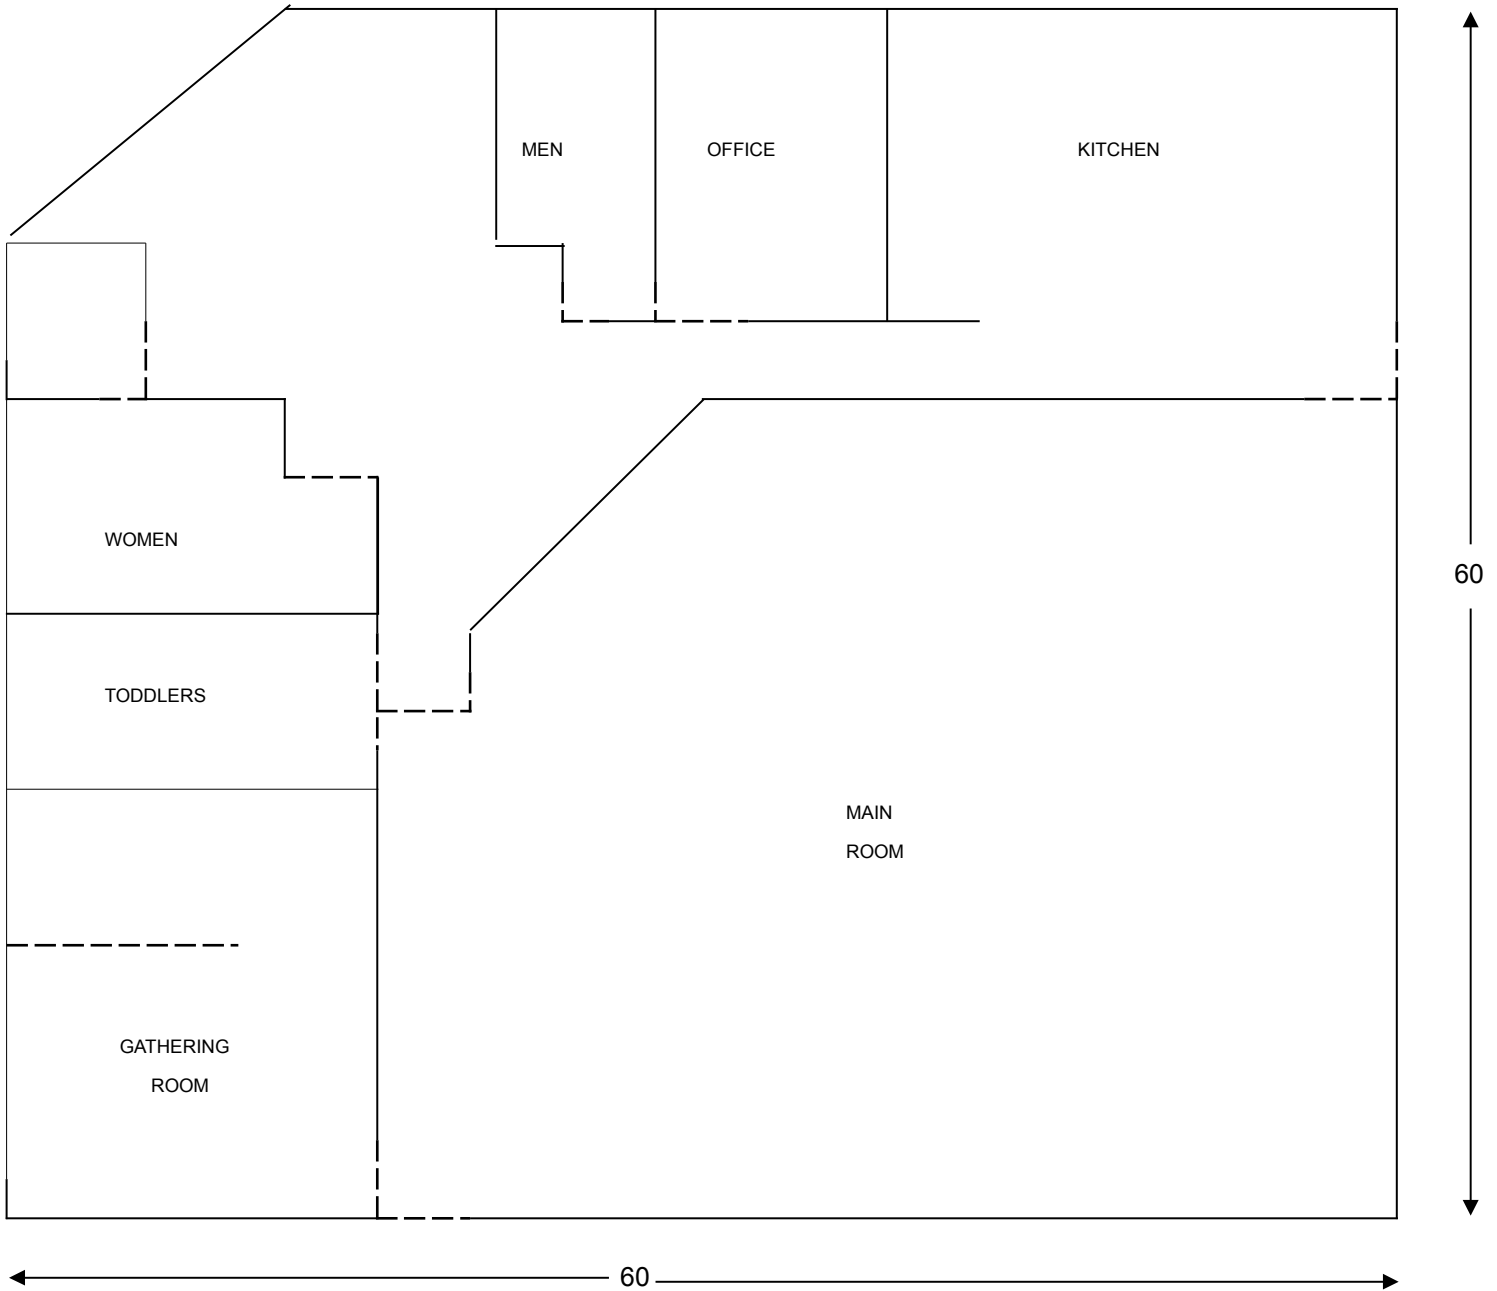 MEN
OFFICE
KITCHEN
WOMEN
60
TODDLERS
MAIN
ROOM
GATHERING
ROOM
60